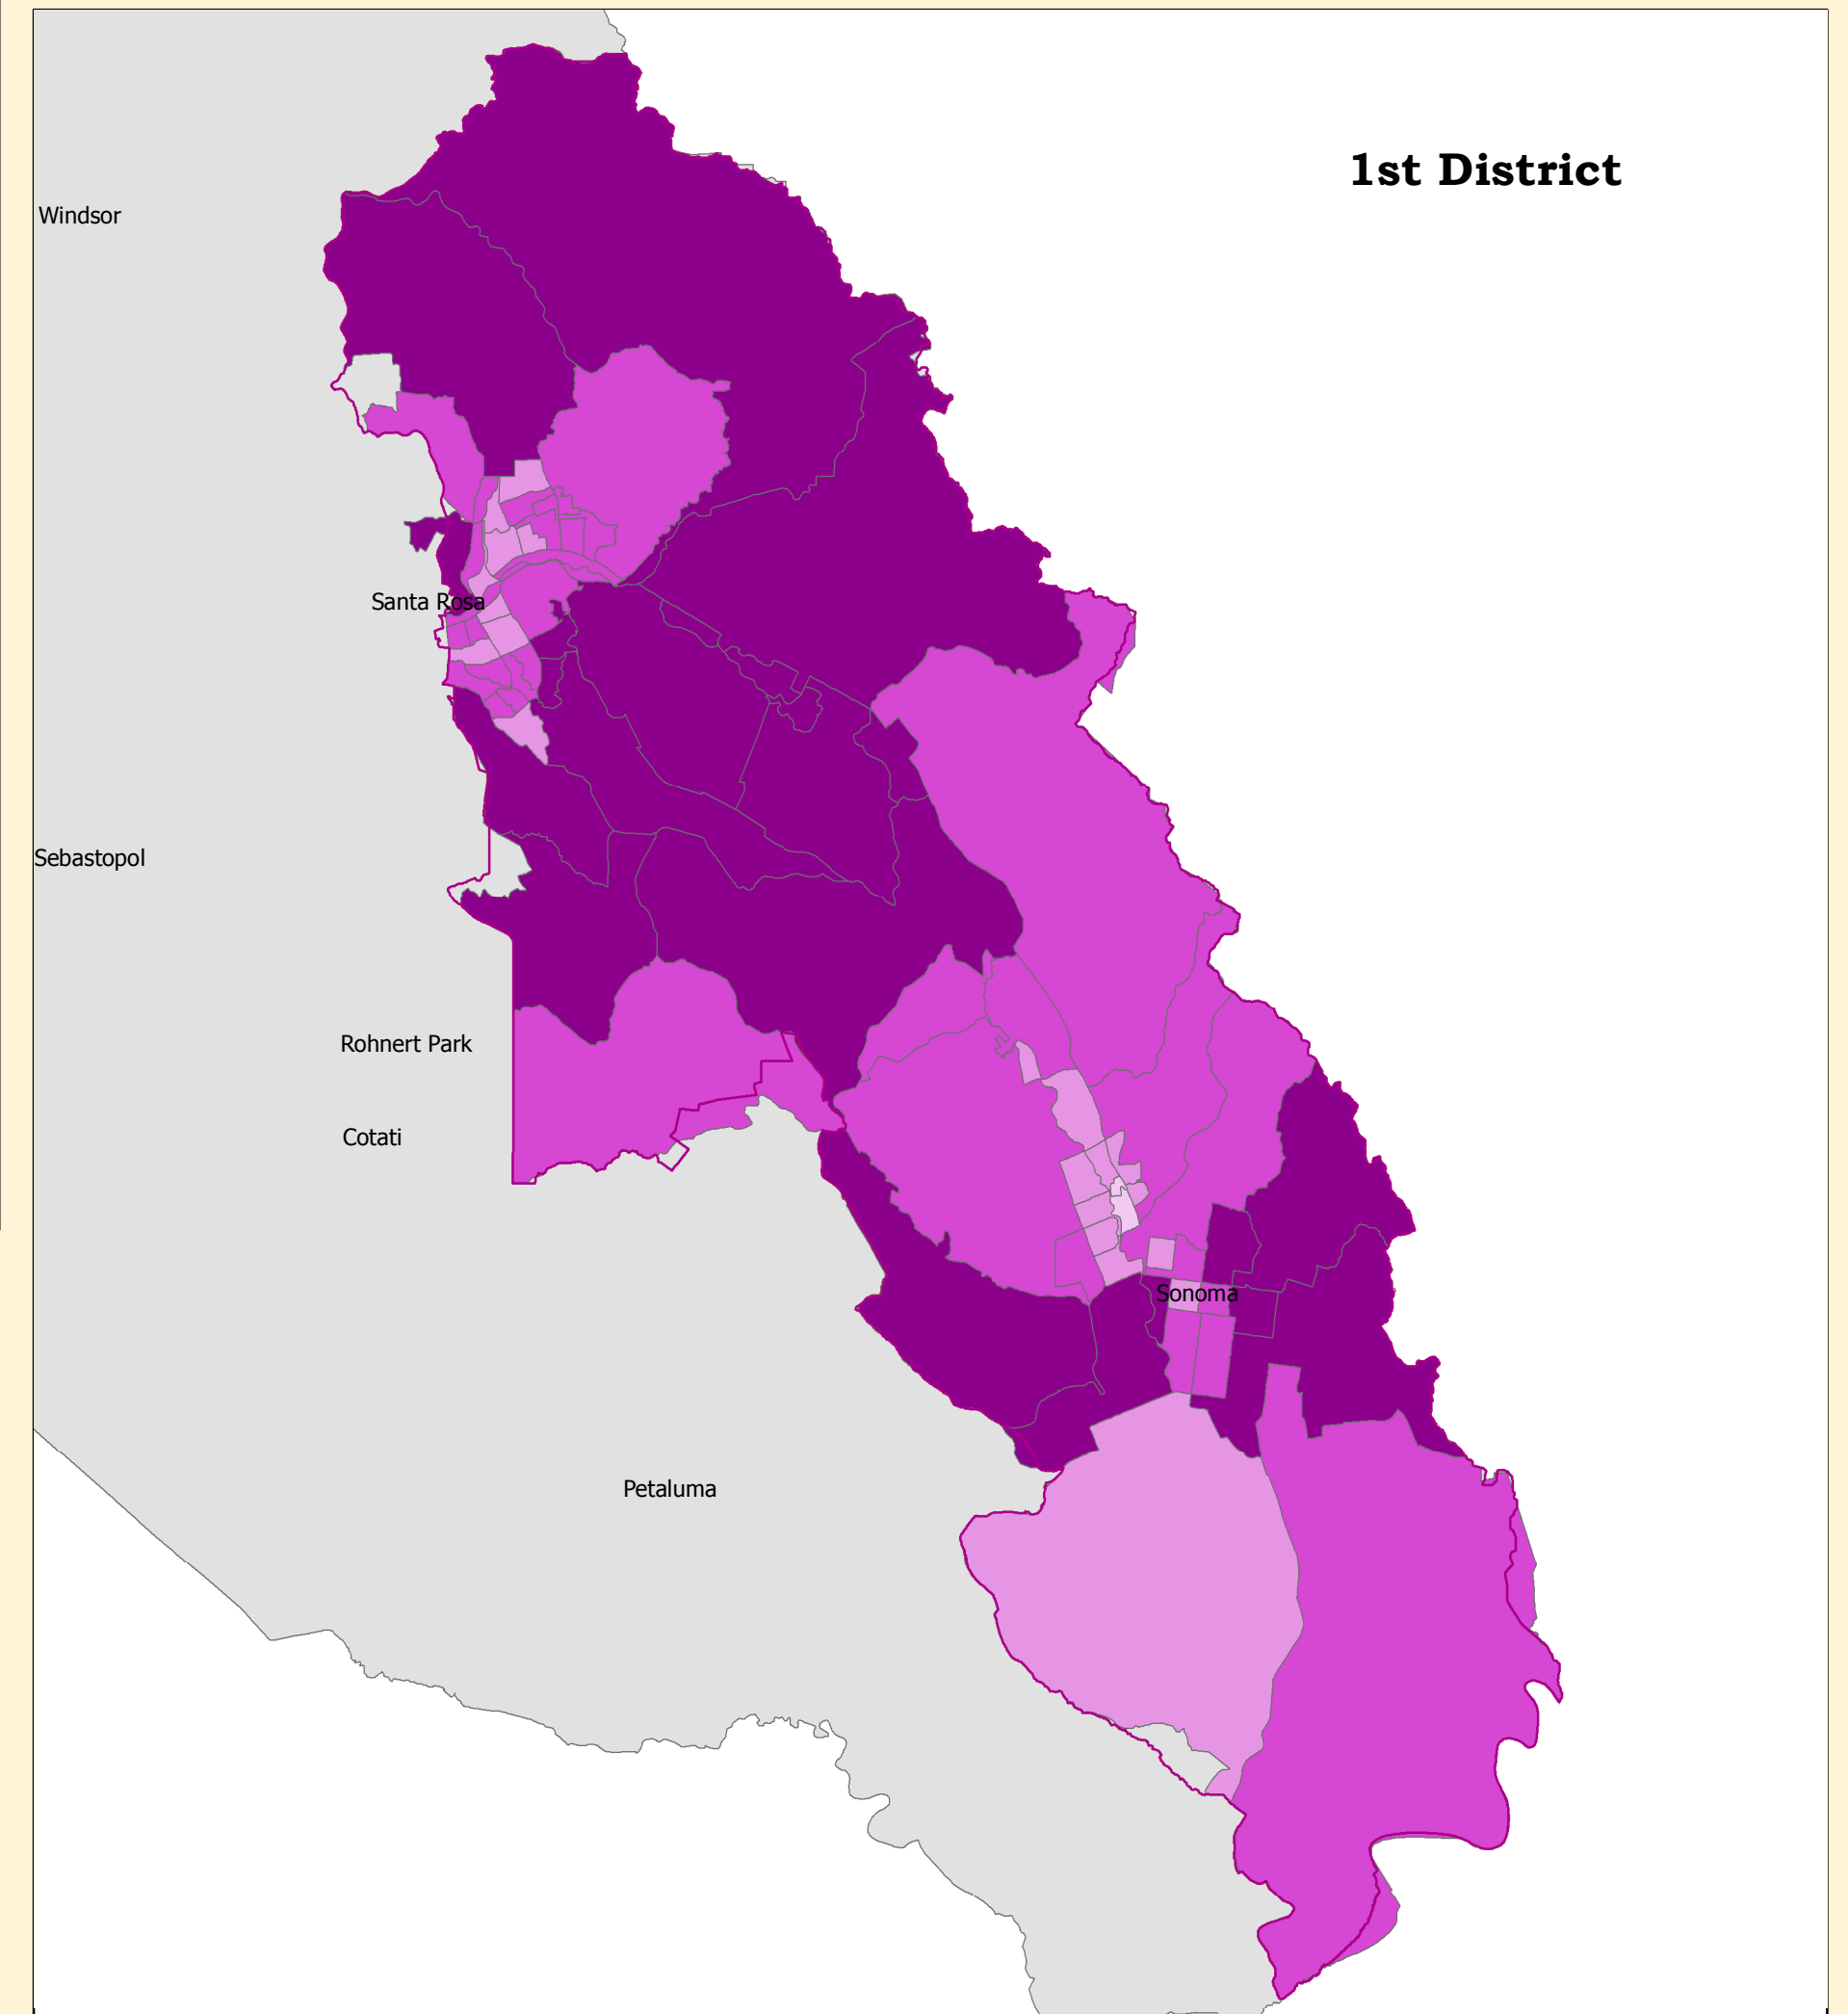 1st District
Windsor
Santa Rosa
Sebastopol
Rohnert Park
Cotati
Sonoma
Petaluma